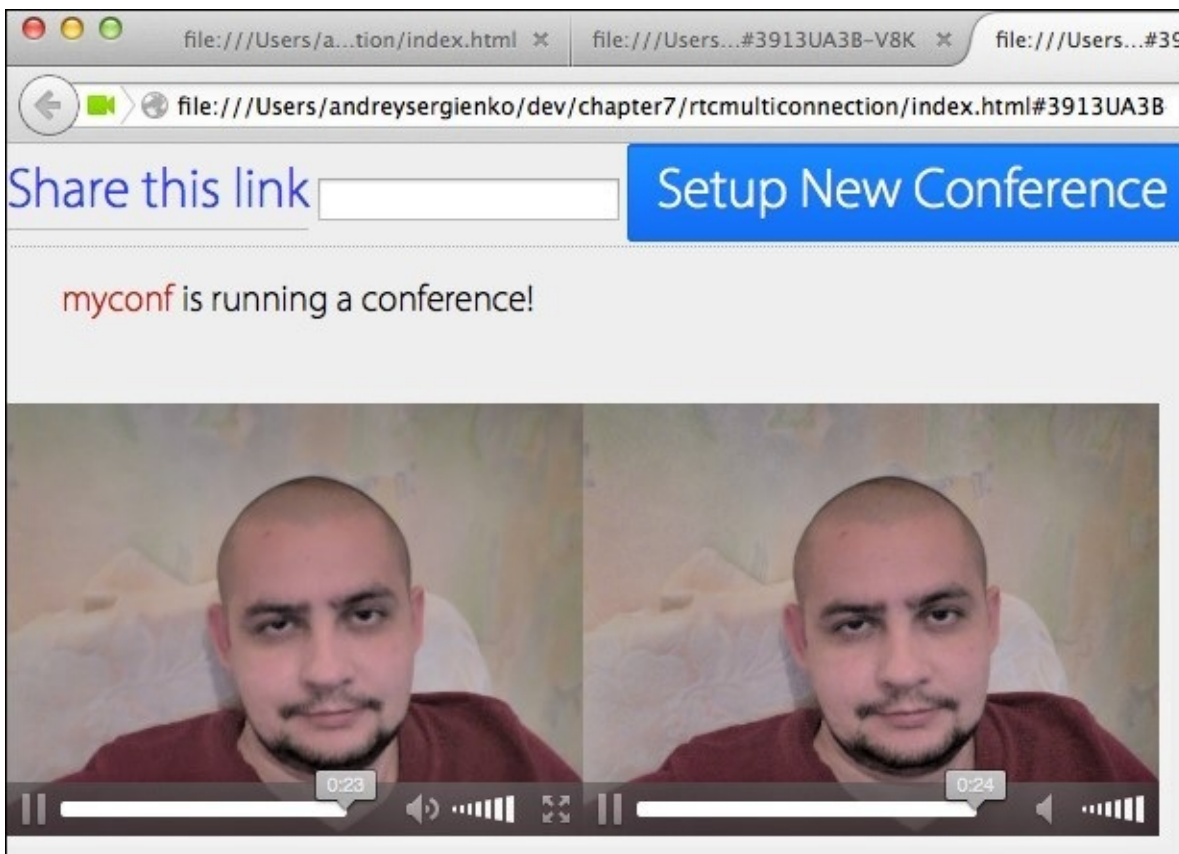 file:///Users/a...tion/index.html
file:///Users...#3913UA3B-V8K
file:///Users...#39
file:///Users/andreysergienko/dev/chapter7/rtcmulticonnection/index.html#3913UA3B
Share this link
Setup New Conference
myconf is running a conference!
0:23
0:24